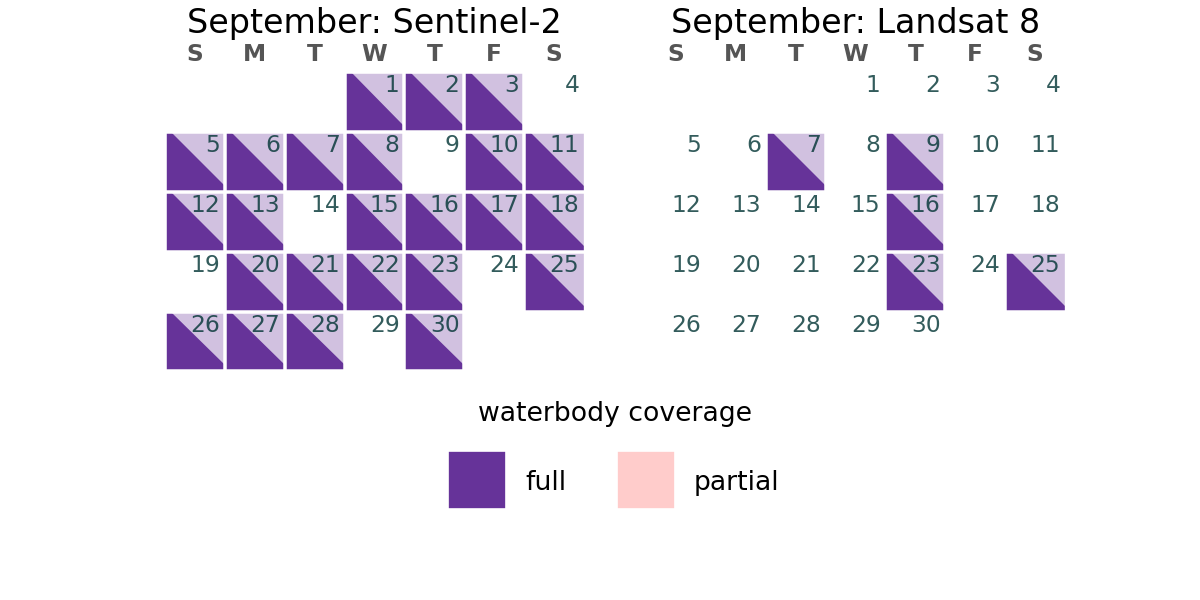 September: Sentinel-2
S M T W T F S
1 2 3 4
5 6 7 8 9 10 11
12 13 14 15 16 17 18
19 20 21 22 23 24 25
26 27 28 29 30
September: Landsat 8
S M T W T F S
1 2 3 4
5 6 7 8 9 10 11
12 13 14 15 16 17 18
19 20 21 22 23 24 25
26 27 28 29 30
waterbody coverage
full partial